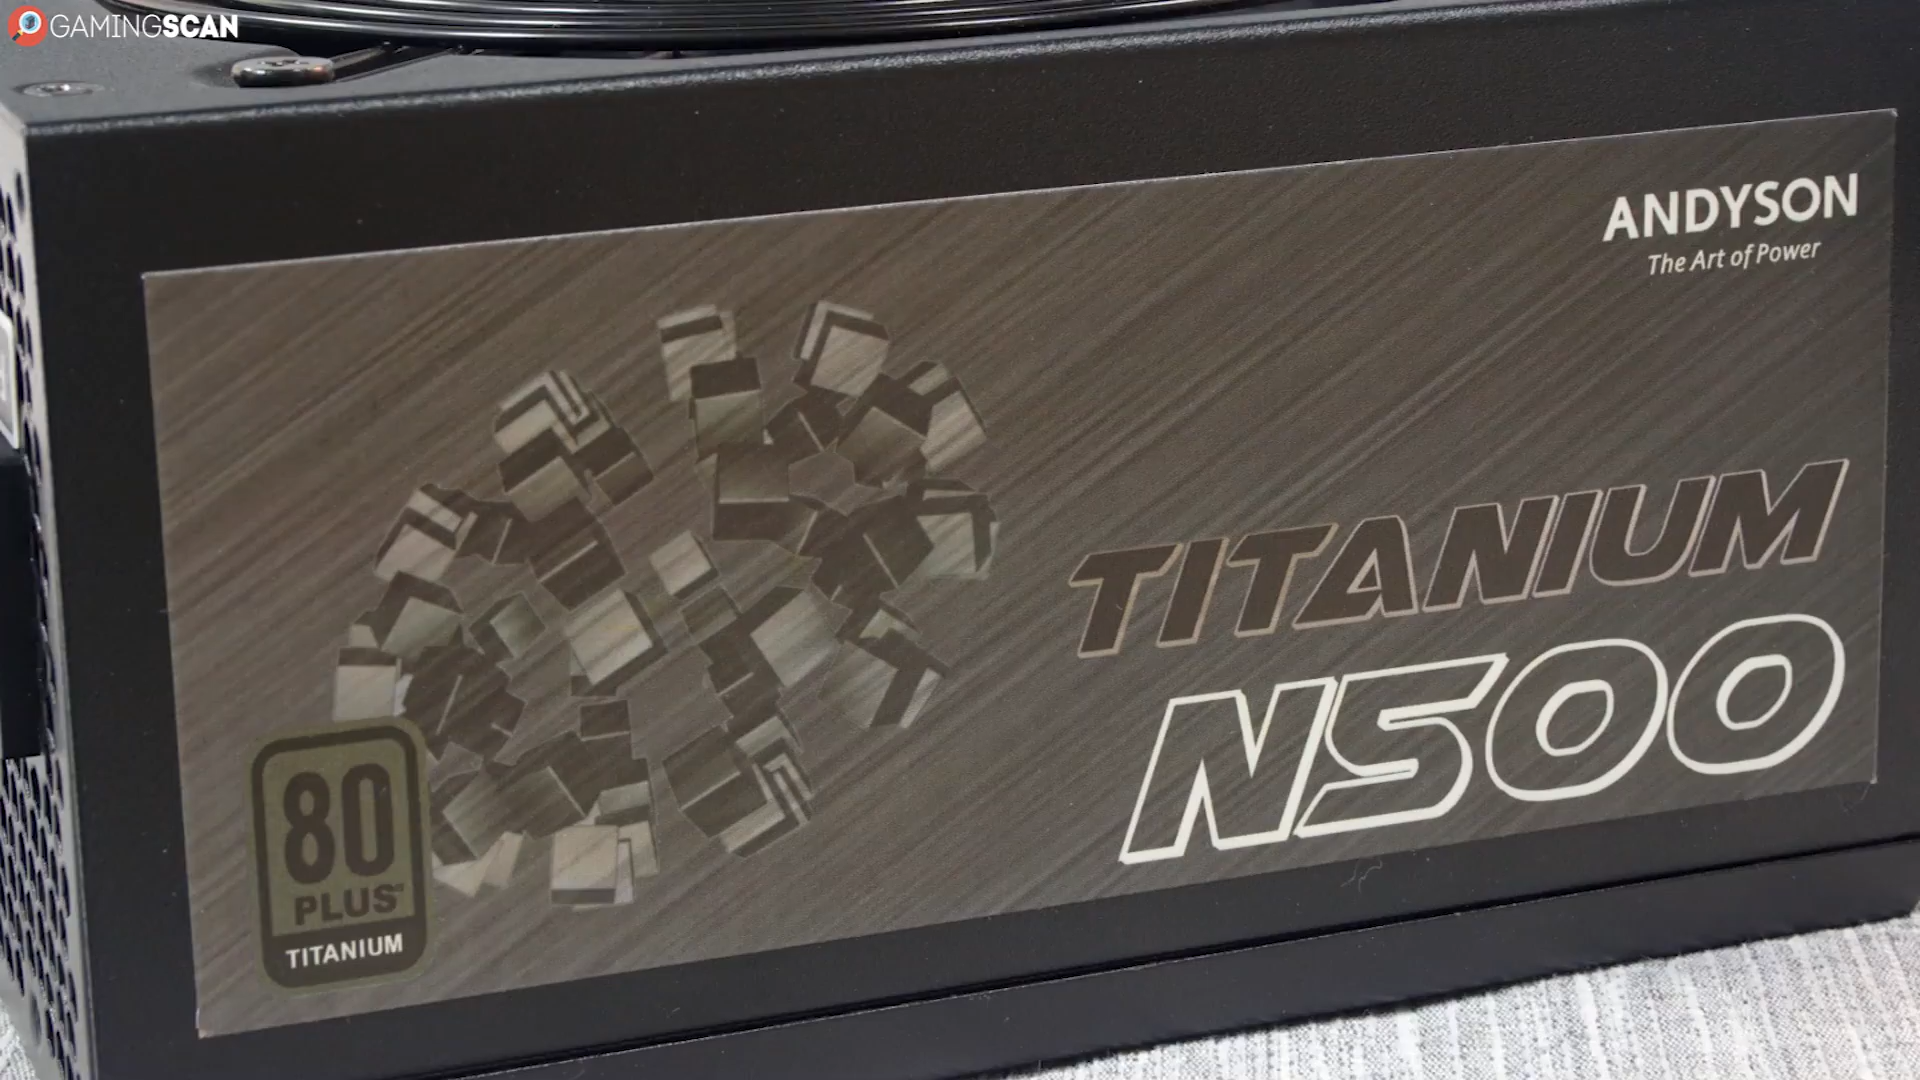 GAMINGSCAN
ANDYSON
The Art of Power
TITANIUM
N500
80
PLUS
TITANIUM